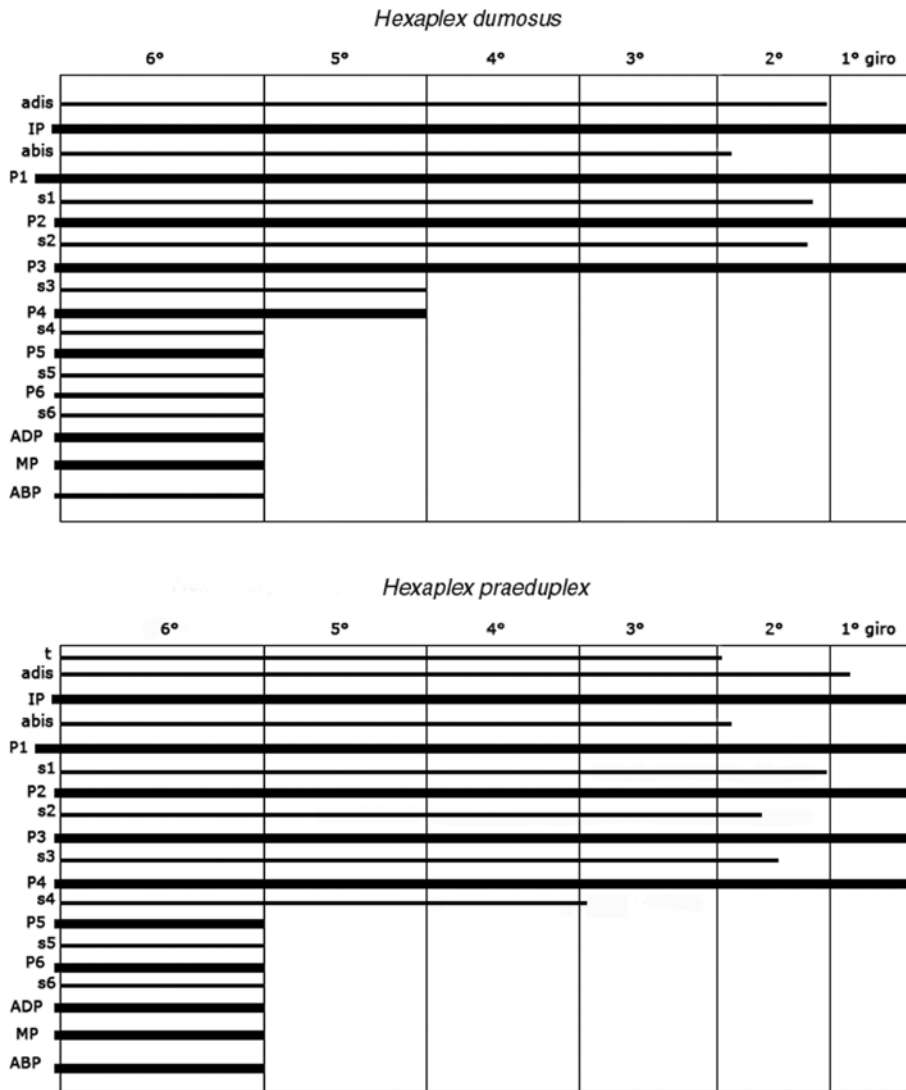 Hexaplex dumosus
6° 5° 4° 3° 2° 1° giro
adis
IP
abis
P1
s1
P2
s2
P3
s3
P4
s4
P5
s5
P6
s6
ADP
MP
ABP
Hexaplex praeduplex
6° 5° 4° 3° 2° 1° giro
t
adis
IP
abis
P1
s1
P2
s2
P3
s3
P4
s4
P5
s5
P6
s6
ADP
MP
ABP